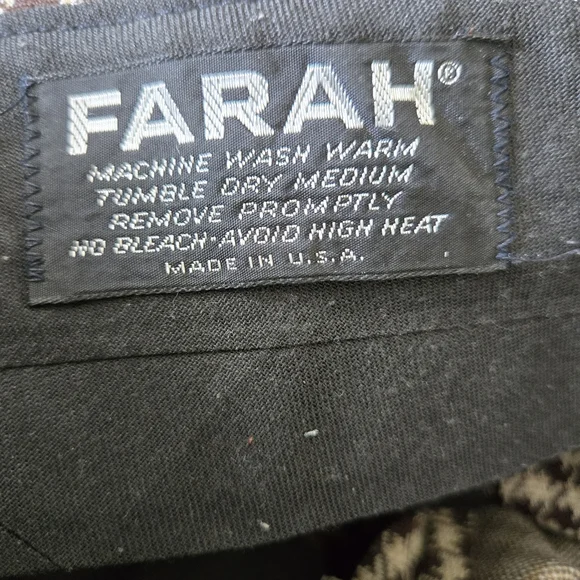 FARAH®
MACHINE WASH WARM
TUMBLE DRY MEDIUM
REMOVE PROMPTLY
NO BLEACH-AVOID HIGH HEAT
MADE IN U.S.A.